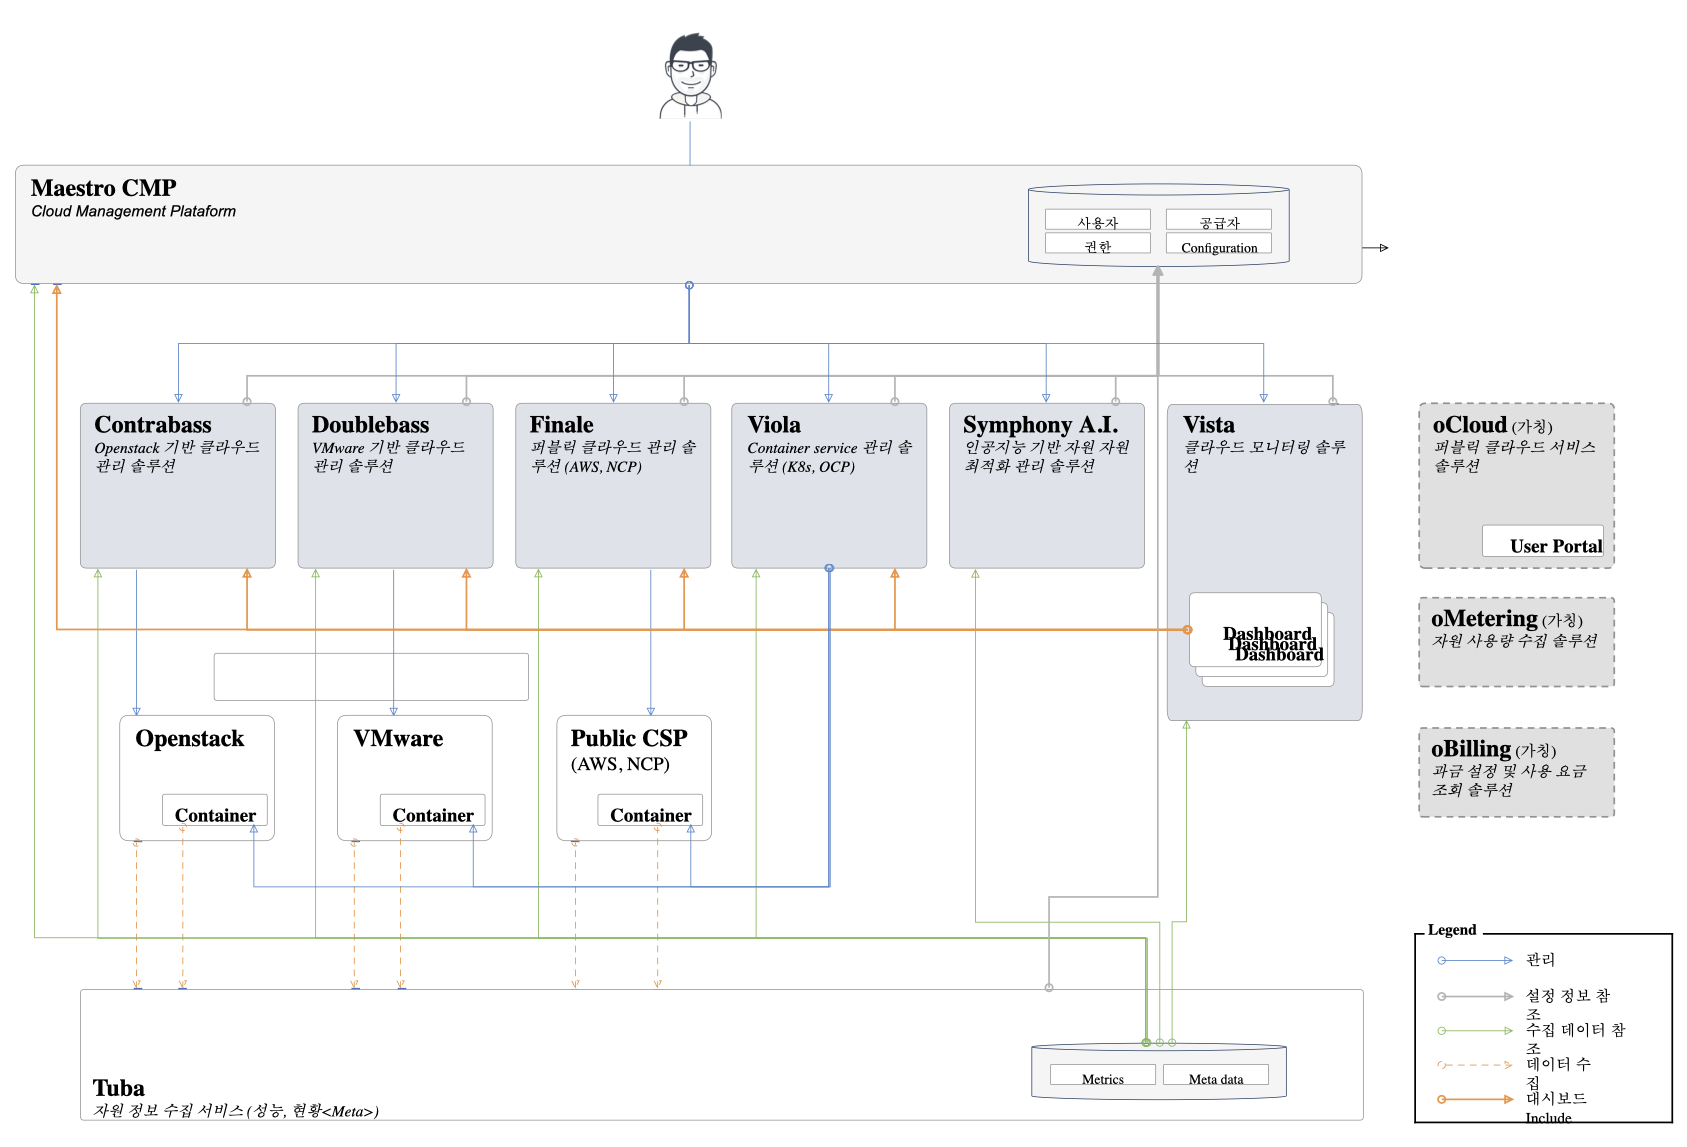 Maestro CMP
Cloud Management Plataform
사용자
공급자
권한
Configuration
Contrabass
Openstack 기반 클라우드
관리 솔루션
Doublebass
VMware 기반 클라우드
관리 솔루션
Finale
퍼블릭 클라우드 관리 솔
루션 (AWS, NCP)
Viola
Container service 관리 솔
루션 (K8s, OCP)
Symphony A.I.
인공지능 기반 자원 자원
최적화 관리 솔루션
Vista
클라우드 모니터링 솔루
션
Dashboard
Dashboard
Dashboard
oCloud (가칭)
퍼블릭 클라우드 서비스
솔루션
User Portal
oMetering (가칭)
자원 사용량 수집 솔루션
oBilling (가칭)
과금 설정 및 사용 요금
조회 솔루션
Openstack
Container
VMware
Container
Public CSP
(AWS, NCP)
Container
Tuba
자원 정보 수집 서비스 (성능, 현황<Meta>)
Metrics
Meta data
Legend
관리
설정 정보 참
조
수집 데이터 참
조
데이터 수
집
대시보드
Include